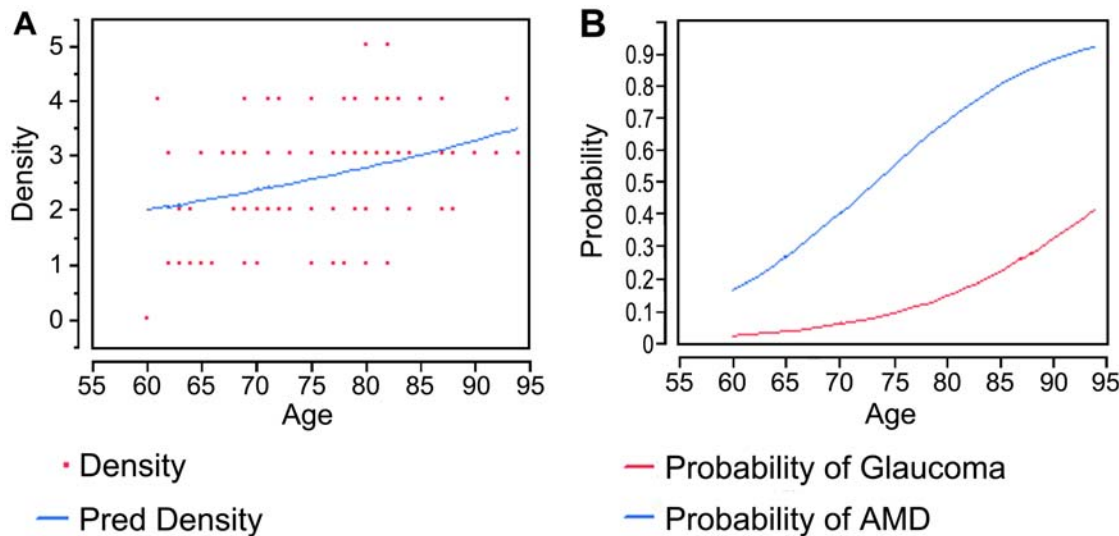 A
Density
5
4
3
2
1
0
55 60 65 70 75 80 85 90 95
Age
Density
Pred Density
B
Probability
0.9
0.8
0.7
0.6
0.5
0.4
0.3
0.2
0.1
0
55 60 65 70 75 80 85 90 95
Age
Probability of Glaucoma
Probability of AMD